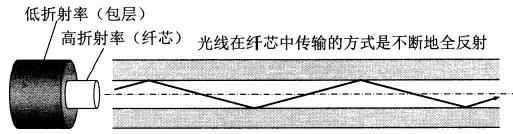 低折射率（包层）
高折射率（纤芯）
光线在纤芯中传输的方式是不断地全反射